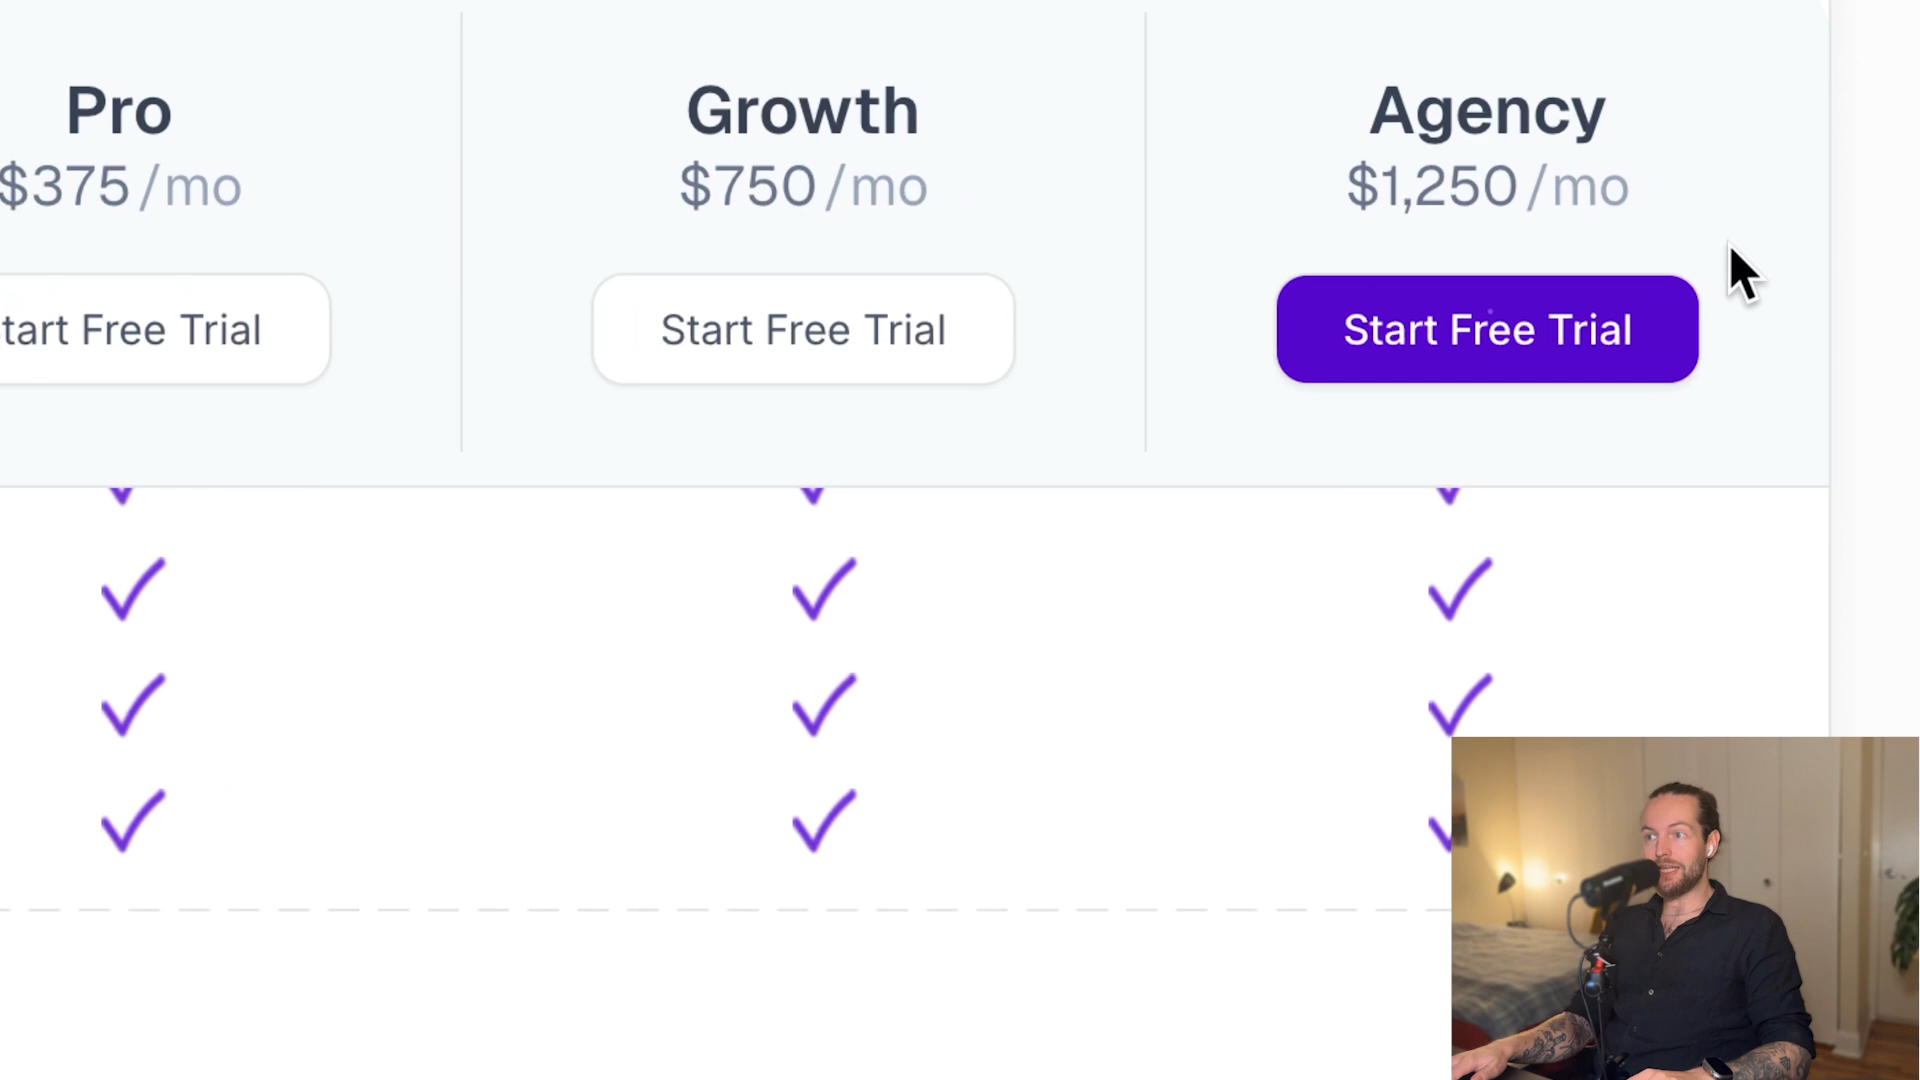 Pro
$375/mo
tart Free Trial
Growth
$750/mo
Start Free Trial
Agency
$1,250/mo
Start Free Trial